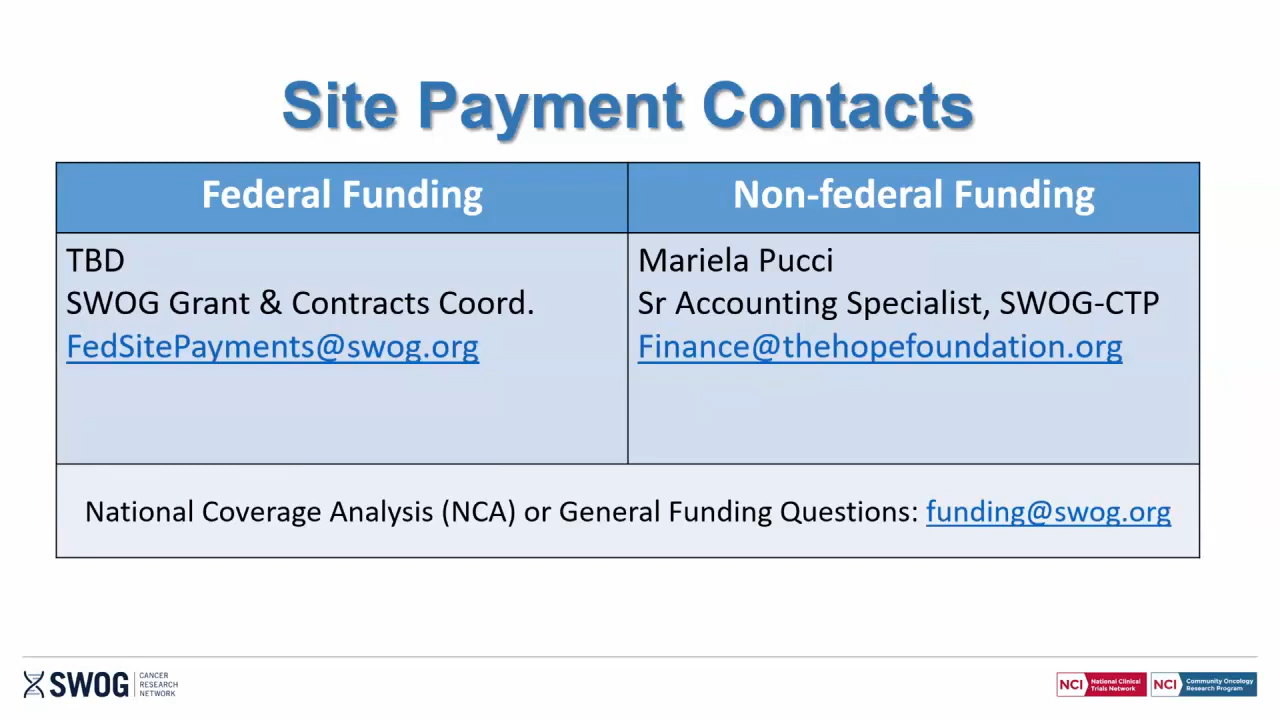 Site Payment Contacts
Federal Funding
Non-federal Funding
TBD
SWOG Grant & Contracts Coord.
FedSitePayments@swog.org
Mariela Pucci
Sr Accounting Specialist, SWOG-CTP
Finance@thehopefoundation.org
National Coverage Analysis (NCA) or General Funding Questions: funding@swog.org
SWOG
CANCER
RESEARCH
NETWORK
NCI
National Clinical
Trials Network
NCI
Community Oncology
Research Program